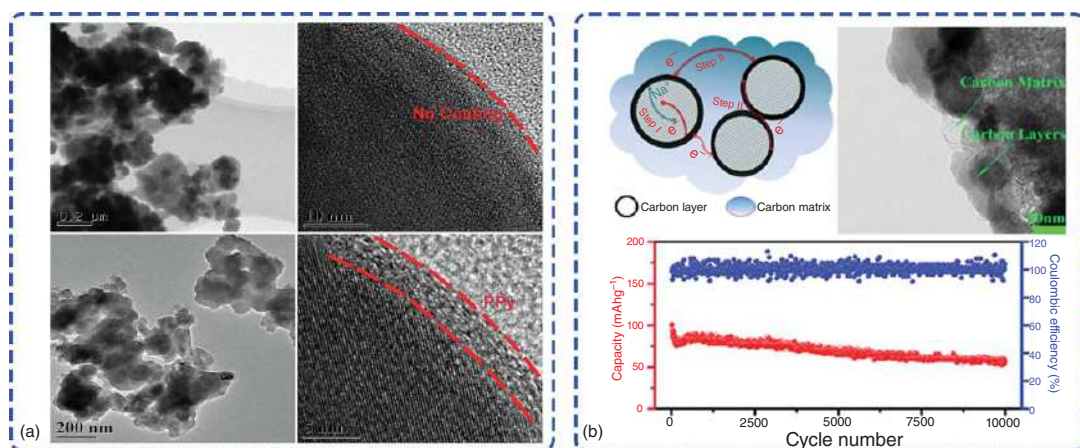 No Coating
0.2 μm
10 nm
PPy
200 nm
5 nm
(a)
e⁻
Step II
Na⁺
Step I
e⁻
Step II
e⁻
e⁻
Carbon layer
Carbon matrix
Carbon Matrix
Carbon Layers
Capacity (mAhg⁻¹)
200
150
100
50
0
120
100
80
60
40
20
0
Coulombic efficiency (%)
0
2500
5000
7500
10000
Cycle number
(b)